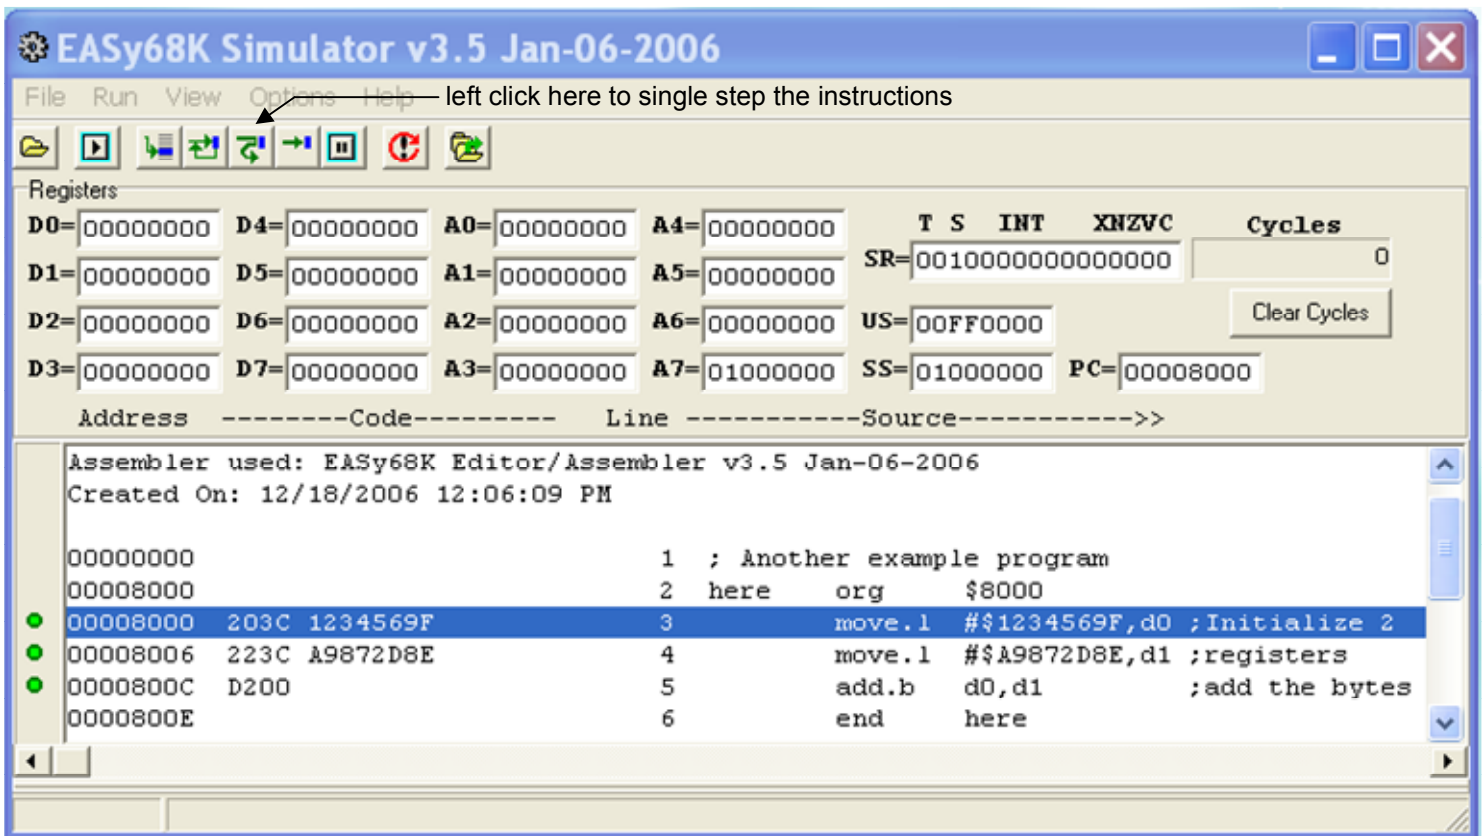 EASy68K Simulator v3.5 Jan-06-2006
File Run View Options Help left click here to single step the instructions
Registers
D0= 00000000 D4= 00000000 A0= 00000000 A4= 00000000 T S INT XNZVC Cycles
D1= 00000000 D5= 00000000 A1= 00000000 A5= 00000000 SR= 0010000000000000 0
D2= 00000000 D6= 00000000 A2= 00000000 A6= 00000000 US= 00FF0000 Clear Cycles
D3= 00000000 D7= 00000000 A3= 00000000 A7= 01000000 SS= 01000000 PC= 00008000
Address --------Code--------- Line -----------Source----------->>
Assembler used: EASy68K Editor/Assembler v3.5 Jan-06-2006
Created On: 12/18/2006 12:06:09 PM
00000000 1 ; Another example program
00008000 2 here org $8000
00008000 203C 1234569F 3 move.l #$1234569F,d0 ;Initialize 2
00008006 223C A9872D8E 4 move.l #$A9872D8E,d1 ;registers
0000800C D200 5 add.b d0,d1 ;add the bytes
0000800E 6 end here